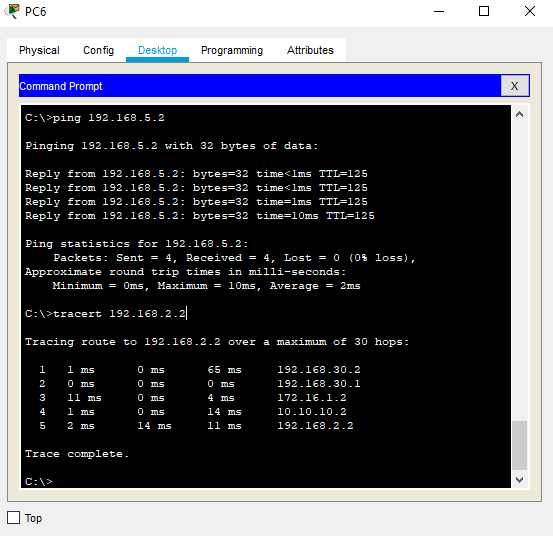 PC6
Physical Config Desktop Programming Attributes
Command Prompt
X
C:\>ping 192.168.5.2
Pinging 192.168.5.2 with 32 bytes of data:
Reply from 192.168.5.2: bytes=32 time<1ms TTL=125
Reply from 192.168.5.2: bytes=32 time<1ms TTL=125
Reply from 192.168.5.2: bytes=32 time=1ms TTL=125
Reply from 192.168.5.2: bytes=32 time=10ms TTL=125
Ping statistics for 192.168.5.2:
Packets: Sent = 4, Received = 4, Lost = 0 (0% loss),
Approximate round trip times in milli-seconds:
Minimum = 0ms, Maximum = 10ms, Average = 2ms
C:\>tracert 192.168.2.2
Tracing route to 192.168.2.2 over a maximum of 30 hops:
1 1 ms 0 ms 65 ms 192.168.30.2
2 0 ms 0 ms 0 ms 192.168.30.1
3 11 ms 0 ms 4 ms 172.16.1.2
4 1 ms 0 ms 14 ms 10.10.10.2
5 2 ms 14 ms 11 ms 192.168.2.2
Trace complete.
C:\>
Top